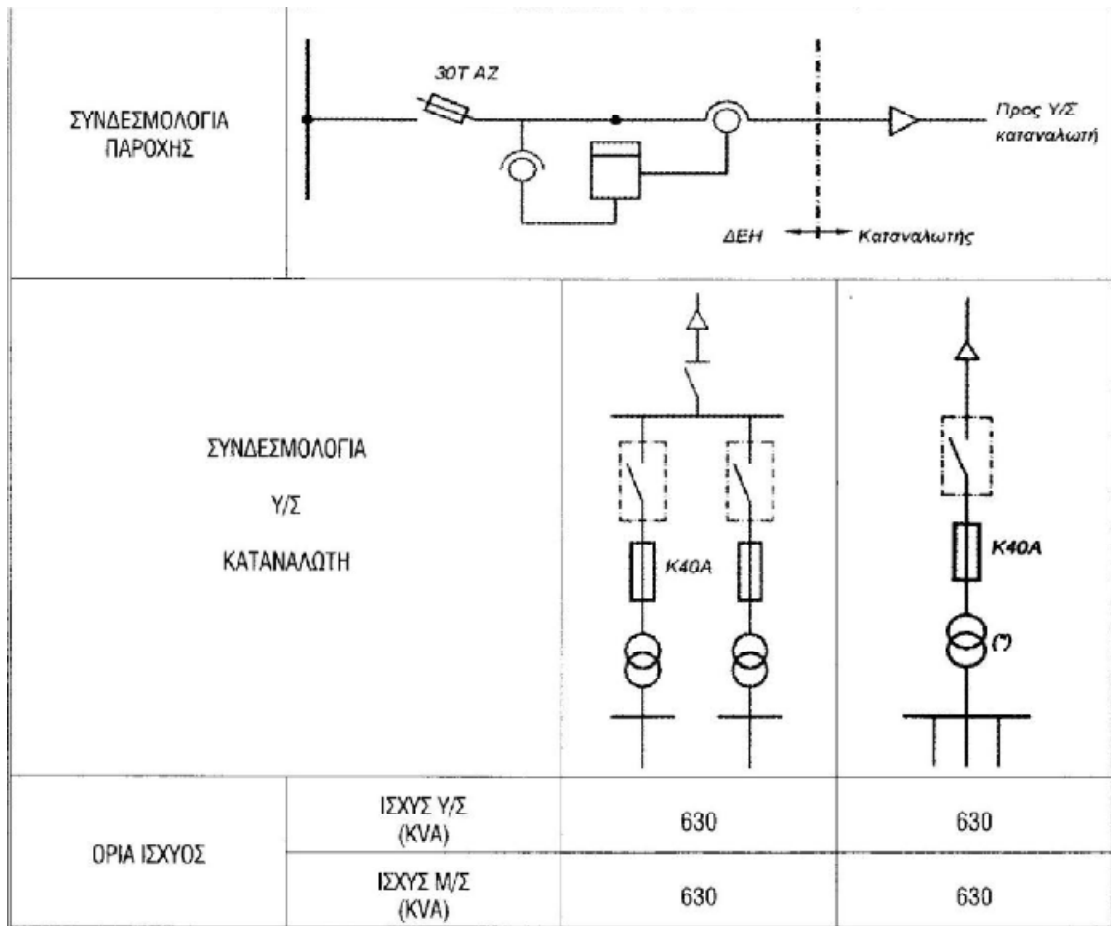 ΣΥΝΔΕΣΜΟΛΟΓΙΑ
ΠΑΡΟΧΗΣ
30T AZ
Προς Υ/Σ
καταναλωτή
ΔΕΗ
Καταναλωτής
ΣΥΝΔΕΣΜΟΛΟΓΙΑ
Υ/Σ
ΚΑΤΑΝΑΛΩΤΗ
K40A
K40A
(*)
ΟΡΙΑ ΙΣΧΥΟΣ
ΙΣΧΥΣ Υ/Σ
(KVA)
630
630
ΙΣΧΥΣ Μ/Σ
(KVA)
630
630